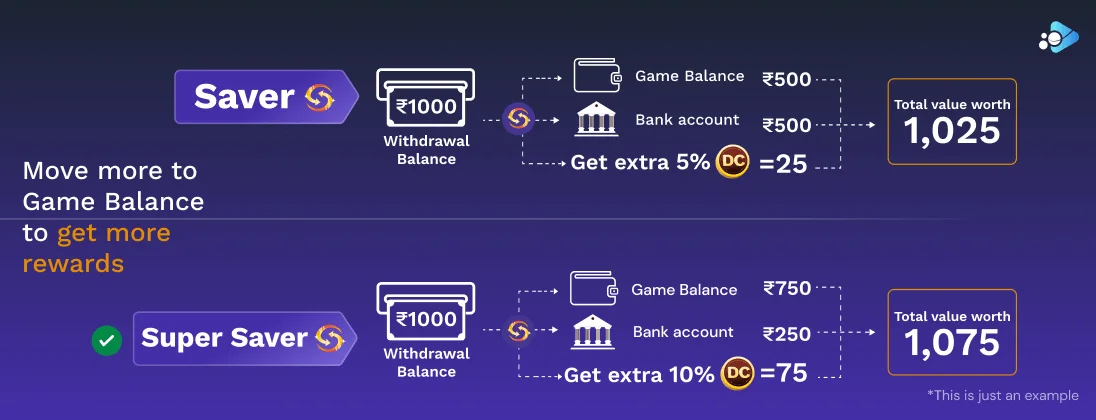 Move more to
Game Balance
to get more
rewards
Saver
₹1000
Withdrawal
Balance
Game Balance ₹500
Bank account ₹500
Get extra 5% DC =25
Total value worth
1,025
Super Saver
₹1000
Withdrawal
Balance
Game Balance ₹750
Bank account ₹250
Get extra 10% DC =75
Total value worth
1,075
*This is just an example